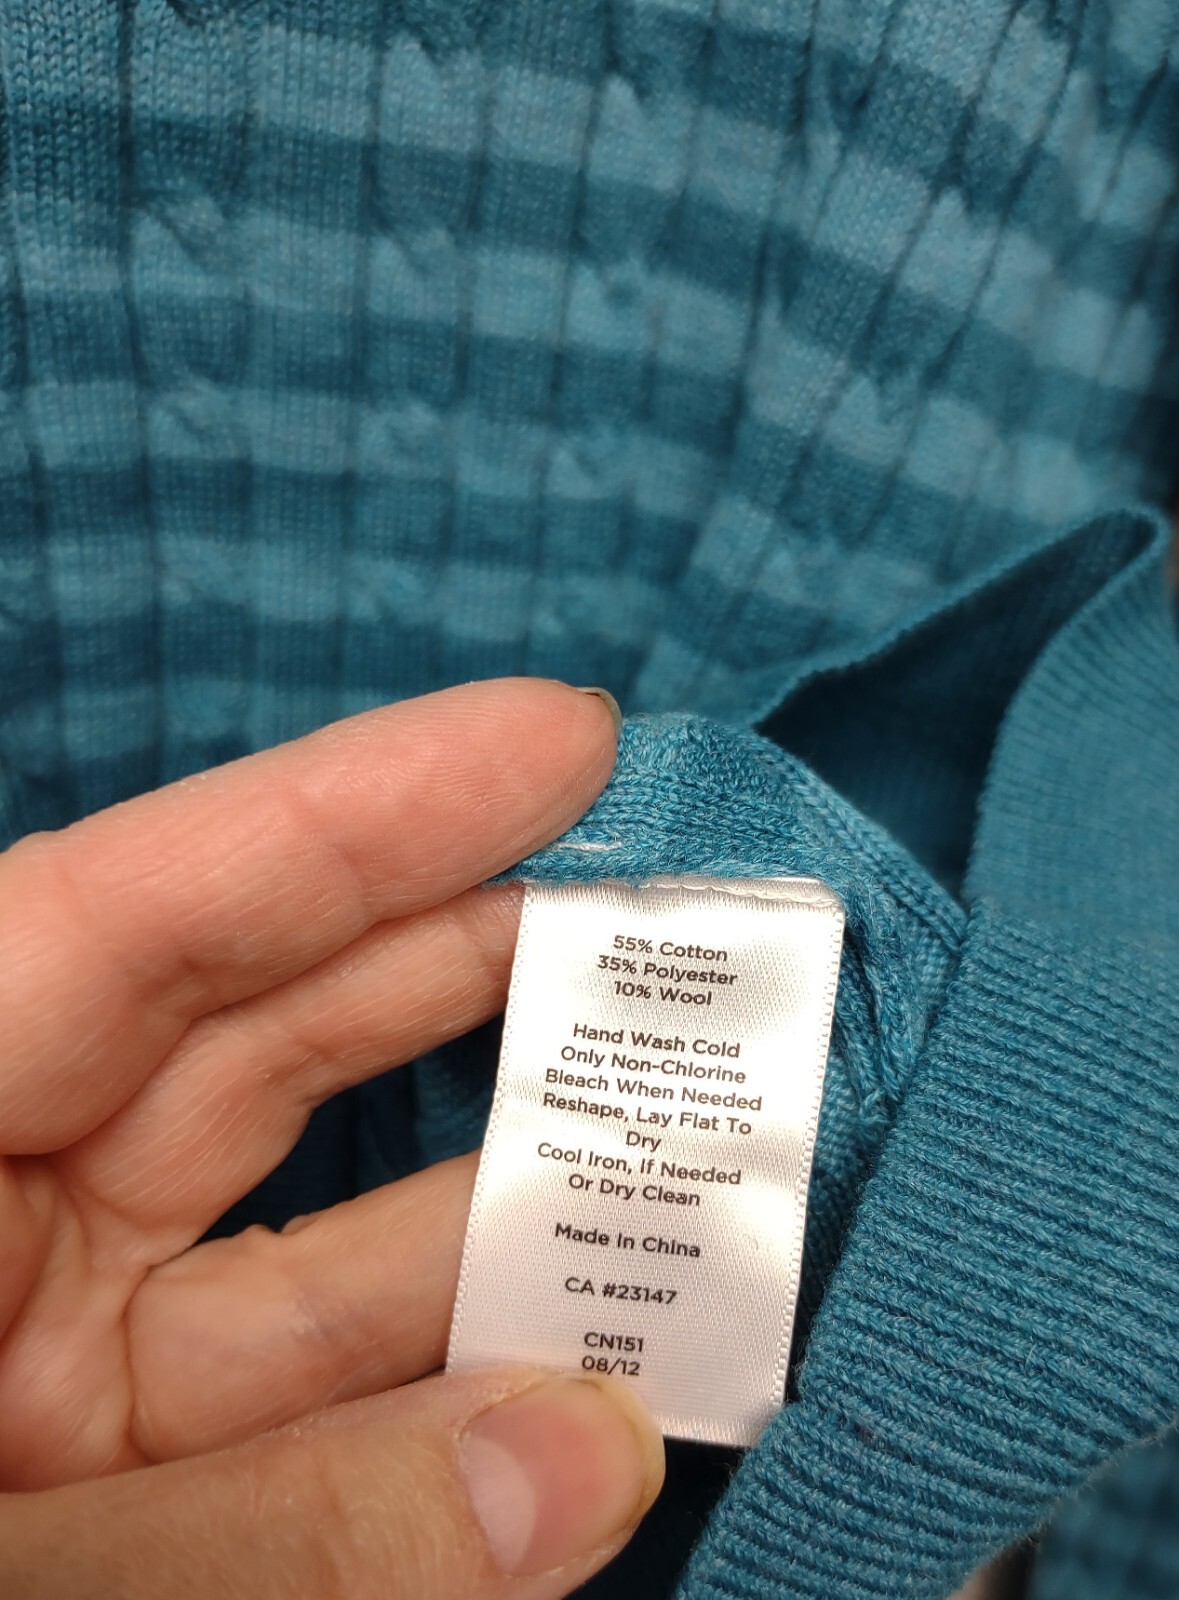 55% Cotton
35% Polyester
10% Wool
Hand Wash Cold
Only Non-Chlorine
Bleach When Needed
Reshape, Lay Flat To
Dry
Cool Iron, If Needed
Or Dry Clean
Made In China
CA #23147
CN151
08/12